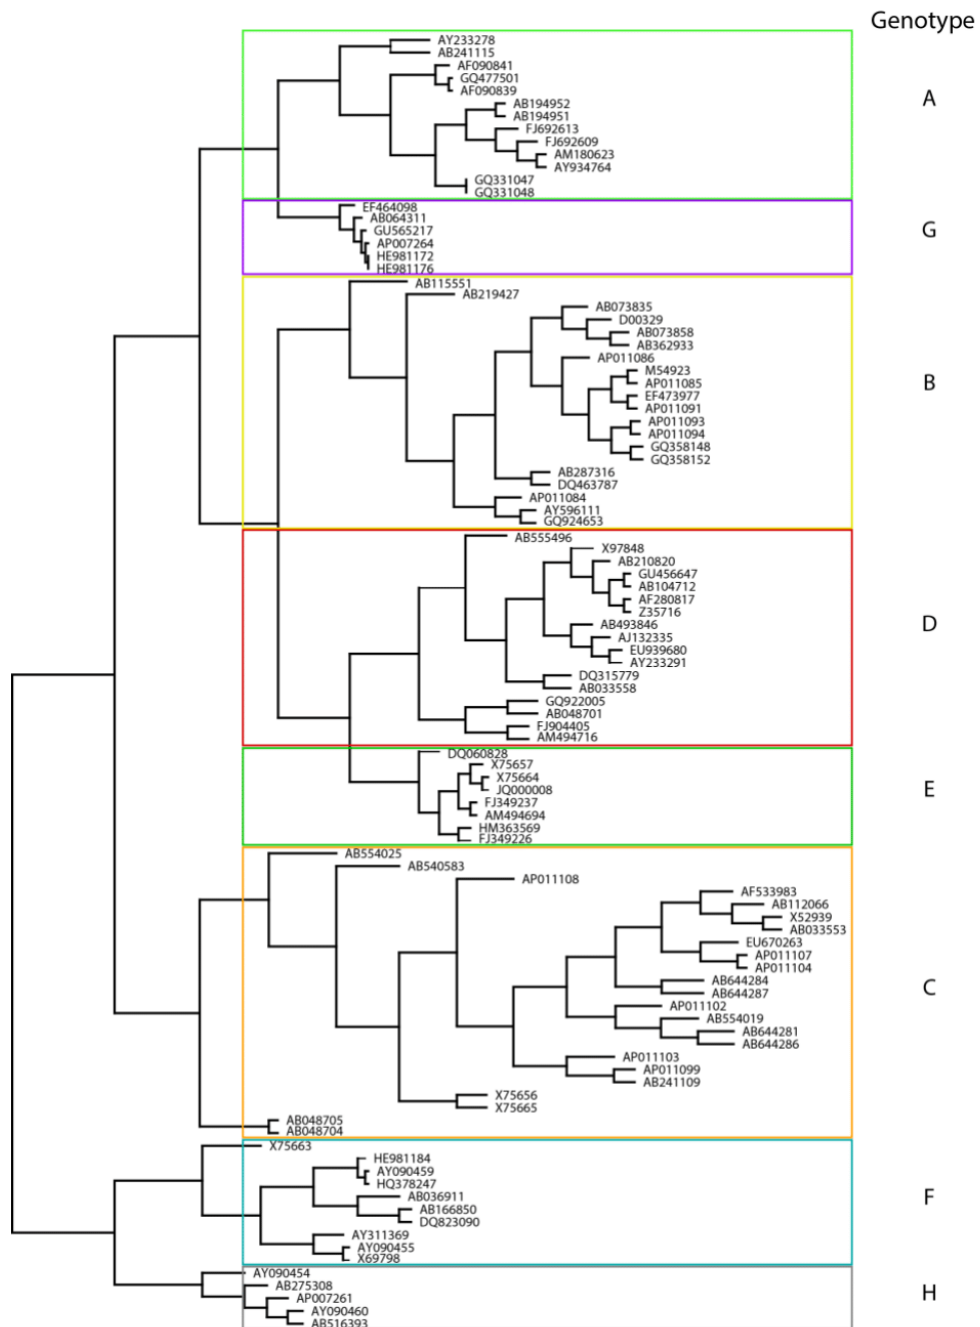 Genotype
AY233278
AB241115
AF090841
GQ477501
AF090839
A
AB194952
AB194951
FJ692613
FJ692609
AM180623
AY934764
GQ331047
GQ331048
EF464098
AB064311
GU565217
G
AP007264
HE981172
HE981176
AB115551
AB219427
AB073835
D00329
AB073858
AB362933
AP011086
M54923
AP011085
B
EF473977
AP011091
AP011093
AP011094
GQ358148
GQ358152
AB287316
DQ463787
AP011084
AY596111
GQ924653
AB555496
X97848
AB210820
GU456647
AB104712
AF280817
Z35716
AB493846
D
AJ132335
EU939680
AY233291
DQ315779
AB033558
GQ922005
AB048701
FJ904405
AM494716
DQ060828
X75657
X75664
JQ000008
E
FJ349237
AM494694
HM363569
FJ349226
AB554025
AB540583
AP011108
AF533983
AB112066
X52939
AB033553
EU670263
AP011107
AP011104
AB644284
C
AB644287
AP011102
AB554019
AB644281
AB644286
AP011103
AP011099
AB241109
X75656
X75665
AB048705
AB048704
X75663
HE981184
AY090459
HQ378247
AB036911
F
AB166850
DQ823090
AY311369
AY090455
X69798
AY090454
AB275308
H
AP007261
AY090460
AB516393